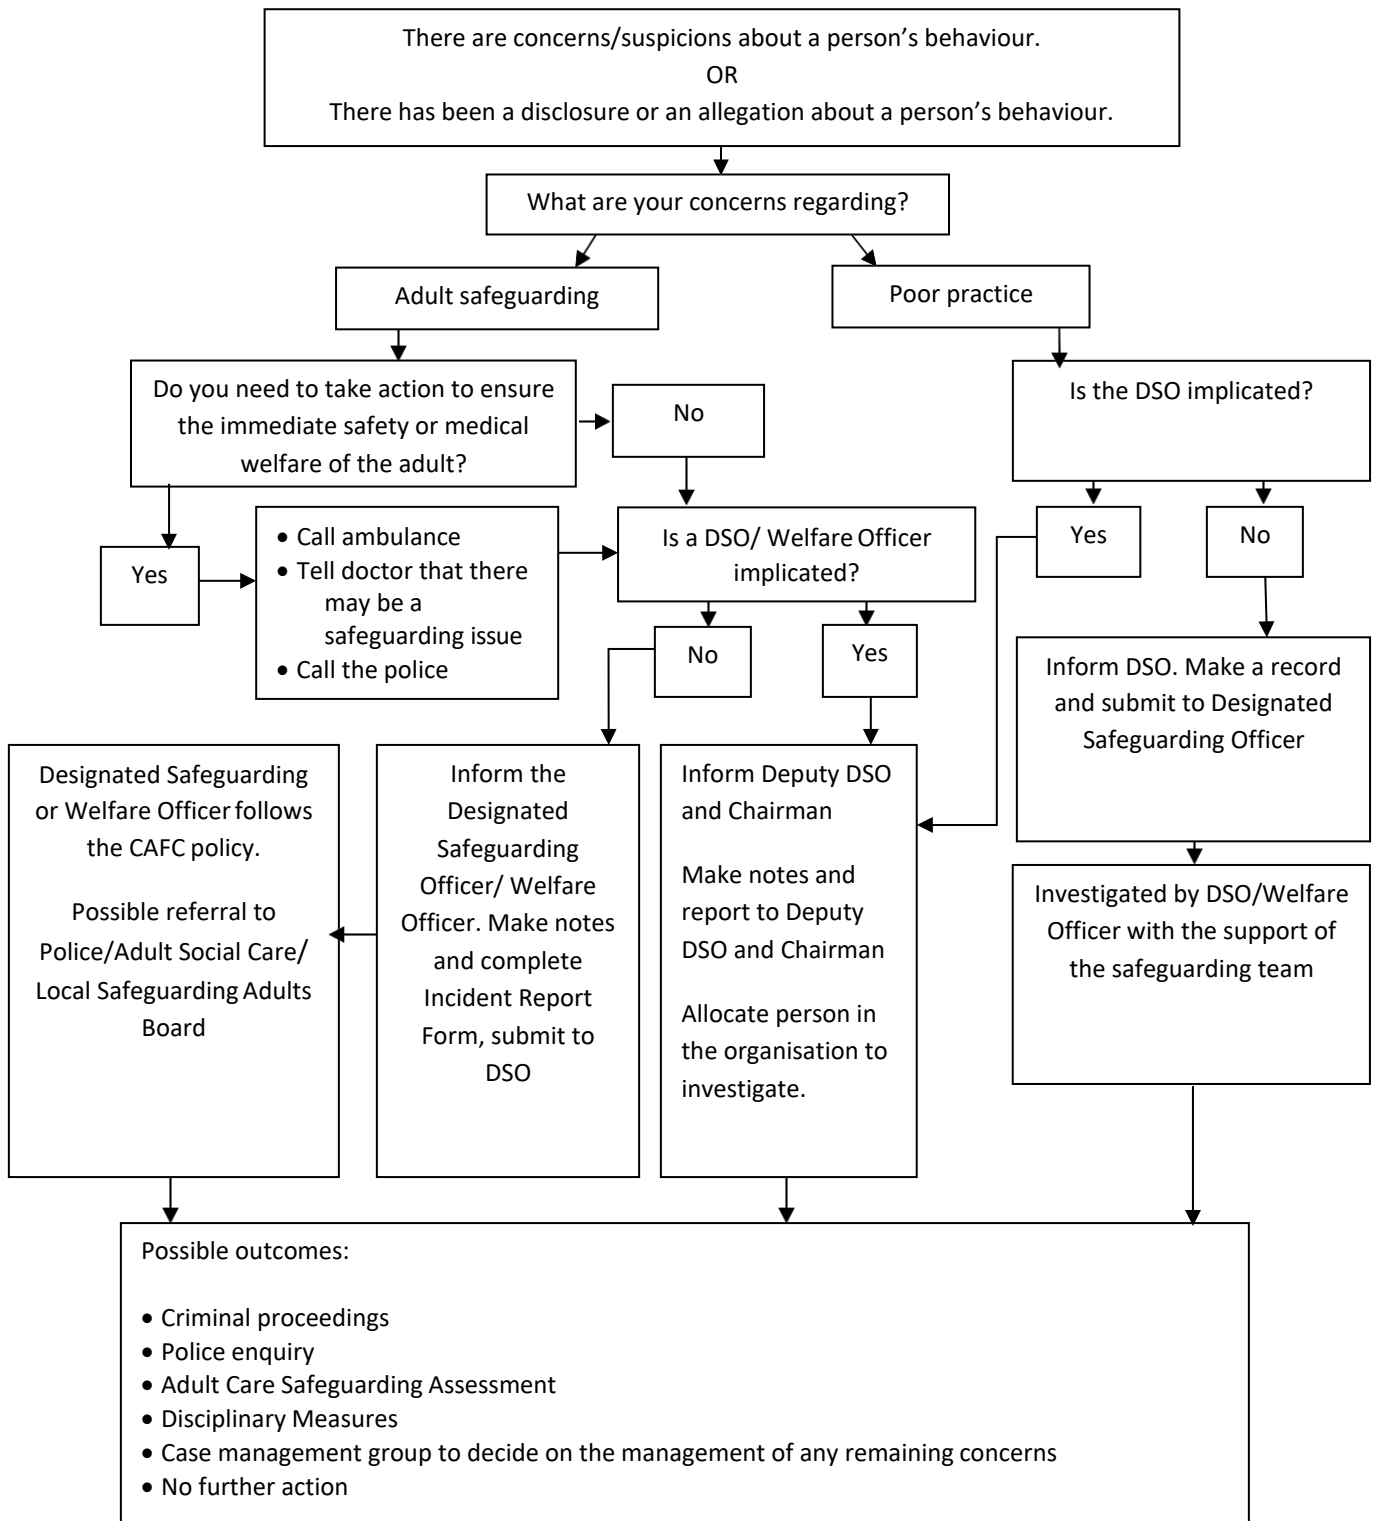 There are concerns/suspicions about a person’s behaviour.
OR
There has been a disclosure or an allegation about a person’s behaviour.
What are your concerns regarding?
Adult safeguarding
Poor practice
Do you need to take action to ensure
the immediate safety or medical
welfare of the adult?
No
Is the DSO implicated?
Yes
• Call ambulance
• Tell doctor that there
may be a
safeguarding issue
• Call the police
Is a DSO/ Welfare Officer
implicated?
Yes
No
No
Yes
Inform DSO. Make a record
and submit to Designated
Safeguarding Officer
Designated Safeguarding
or Welfare Officer follows
the CAFC policy.
Possible referral to
Police/Adult Social Care/
Local Safeguarding Adults
Board
Inform the
Designated
Safeguarding
Officer/ Welfare
Officer. Make notes
and complete
Incident Report
Form, submit to
DSO
Inform Deputy DSO
and Chairman
Make notes and
report to Deputy
DSO and Chairman
Allocate person in
the organisation to
investigate.
Investigated by DSO/Welfare
Officer with the support of
the safeguarding team
Possible outcomes:
• Criminal proceedings
• Police enquiry
• Adult Care Safeguarding Assessment
• Disciplinary Measures
• Case management group to decide on the management of any remaining concerns
• No further action